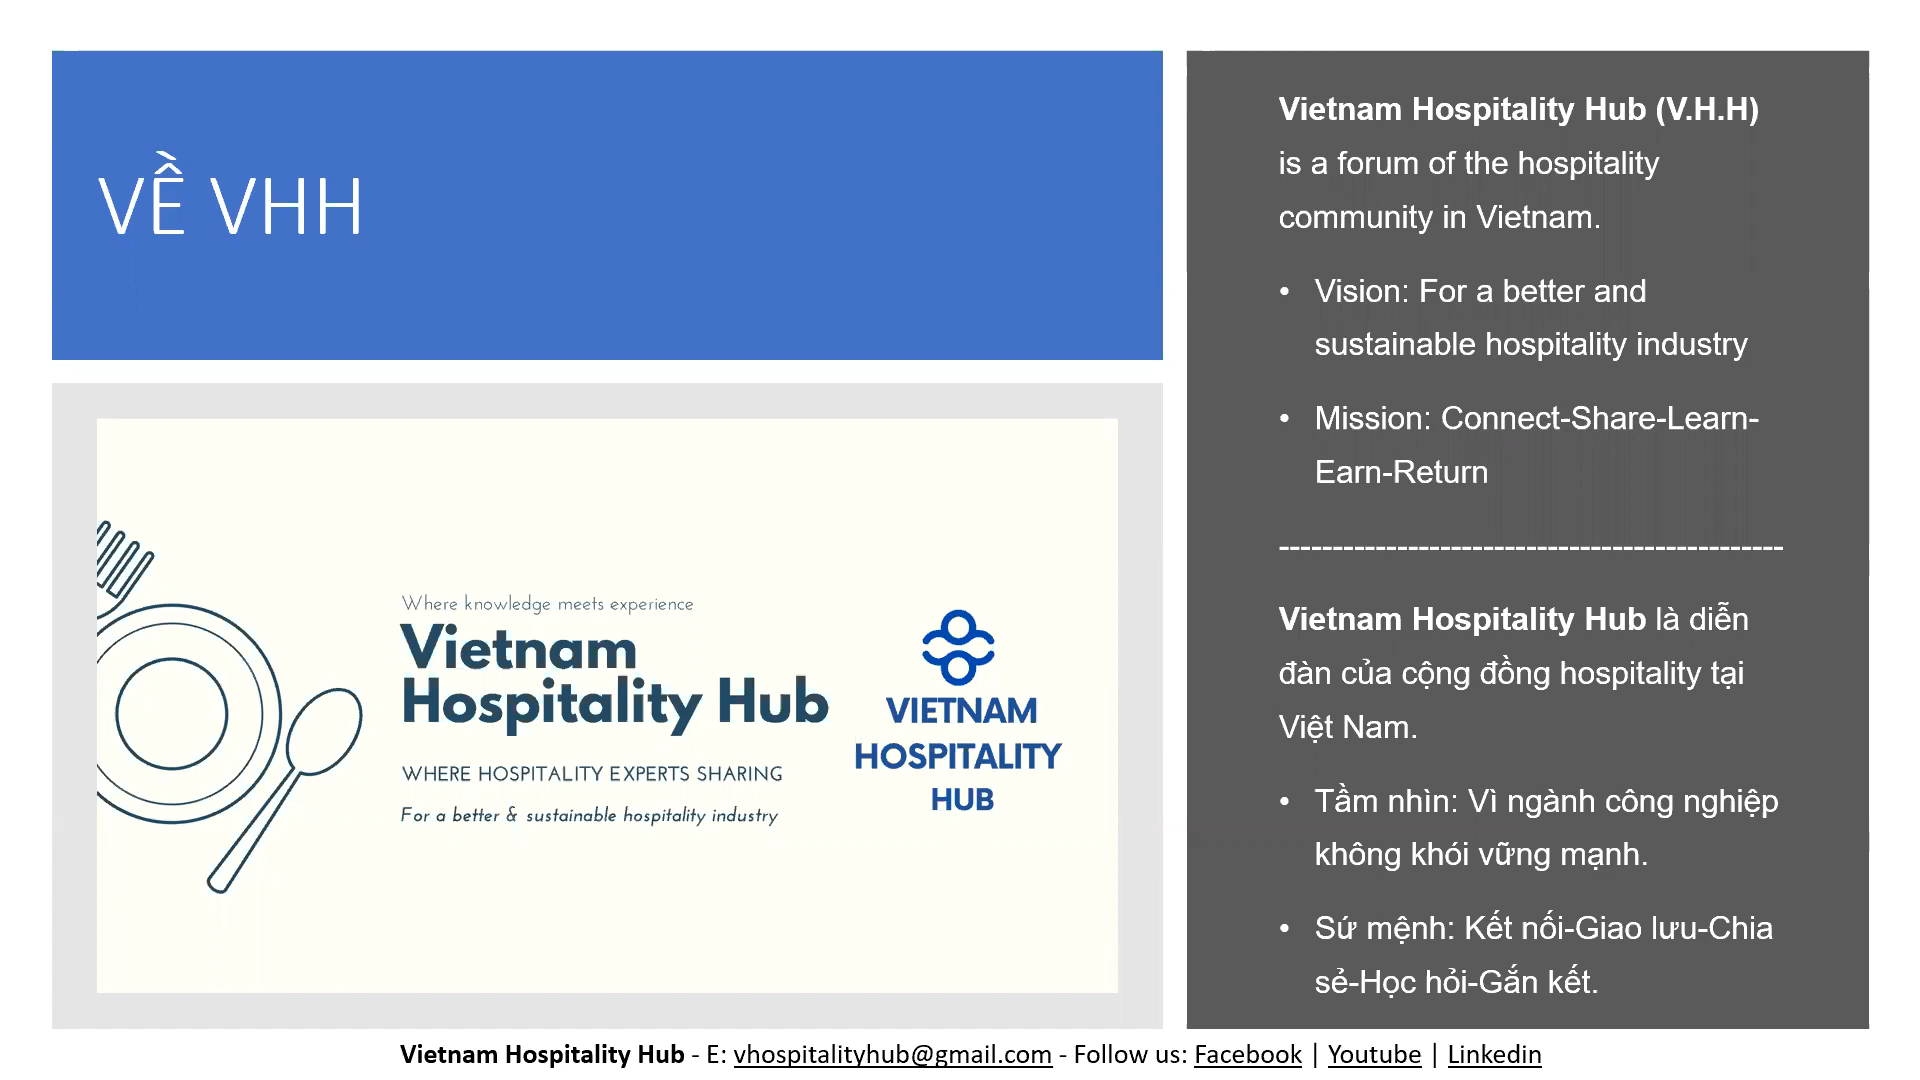 VỀ VHH
Where knowledge meets experience
Vietnam
Hospitality Hub
WHERE HOSPITALITY EXPERTS SHARING
For a better & sustainable hospitality industry
VIETNAM
HOSPITALITY
HUB
Vietnam Hospitality Hub (V.H.H)
is a forum of the hospitality
community in Vietnam.
• Vision: For a better and
sustainable hospitality industry
• Mission: Connect-Share-Learn-
Earn-Return
-----------------------------------------------
Vietnam Hospitality Hub là diễn
đàn của cộng đồng hospitality tại
Việt Nam.
• Tầm nhìn: Vì ngành công nghiệp
không khói vững mạnh.
• Sứ mệnh: Kết nối-Giao lưu-Chia
sẻ-Học hỏi-Gắn kết.
Vietnam Hospitality Hub - E: vhospitalityhub@gmail.com - Follow us: Facebook | Youtube | Linkedin